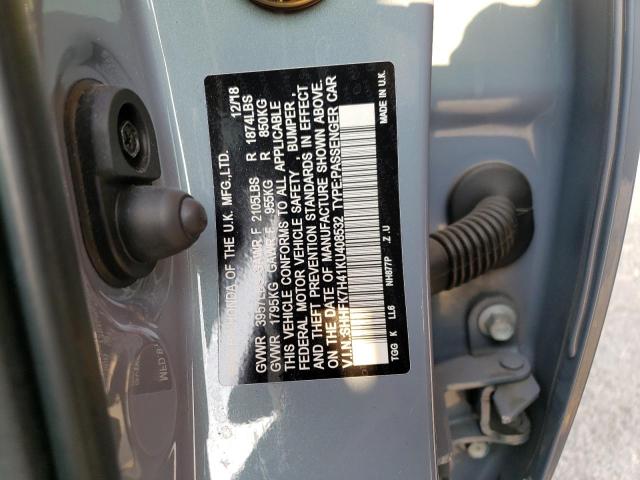 HONDA OF THE U.K. MFG.,LTD. 12/18
GVWR 3957LBS GAWR F 2105LBS R 1874LBS
GVWR 1795KG GAWR F 955KG R 850KG
THIS VEHICLE CONFORMS TO ALL APPLICABLE
FEDERAL MOTOR VEHICLE SAFETY , BUMPER ,
AND THEFT PREVENTION STANDARDS IN EFFECT
ON THE DATE OF MANUFACTURE SHOWN ABOVE.
V.I.N.SHHFK7H41KU408532 TYPE:PASSENGER CAR
TGG K LL6 NH877P .Z .U MADE IN U.K.